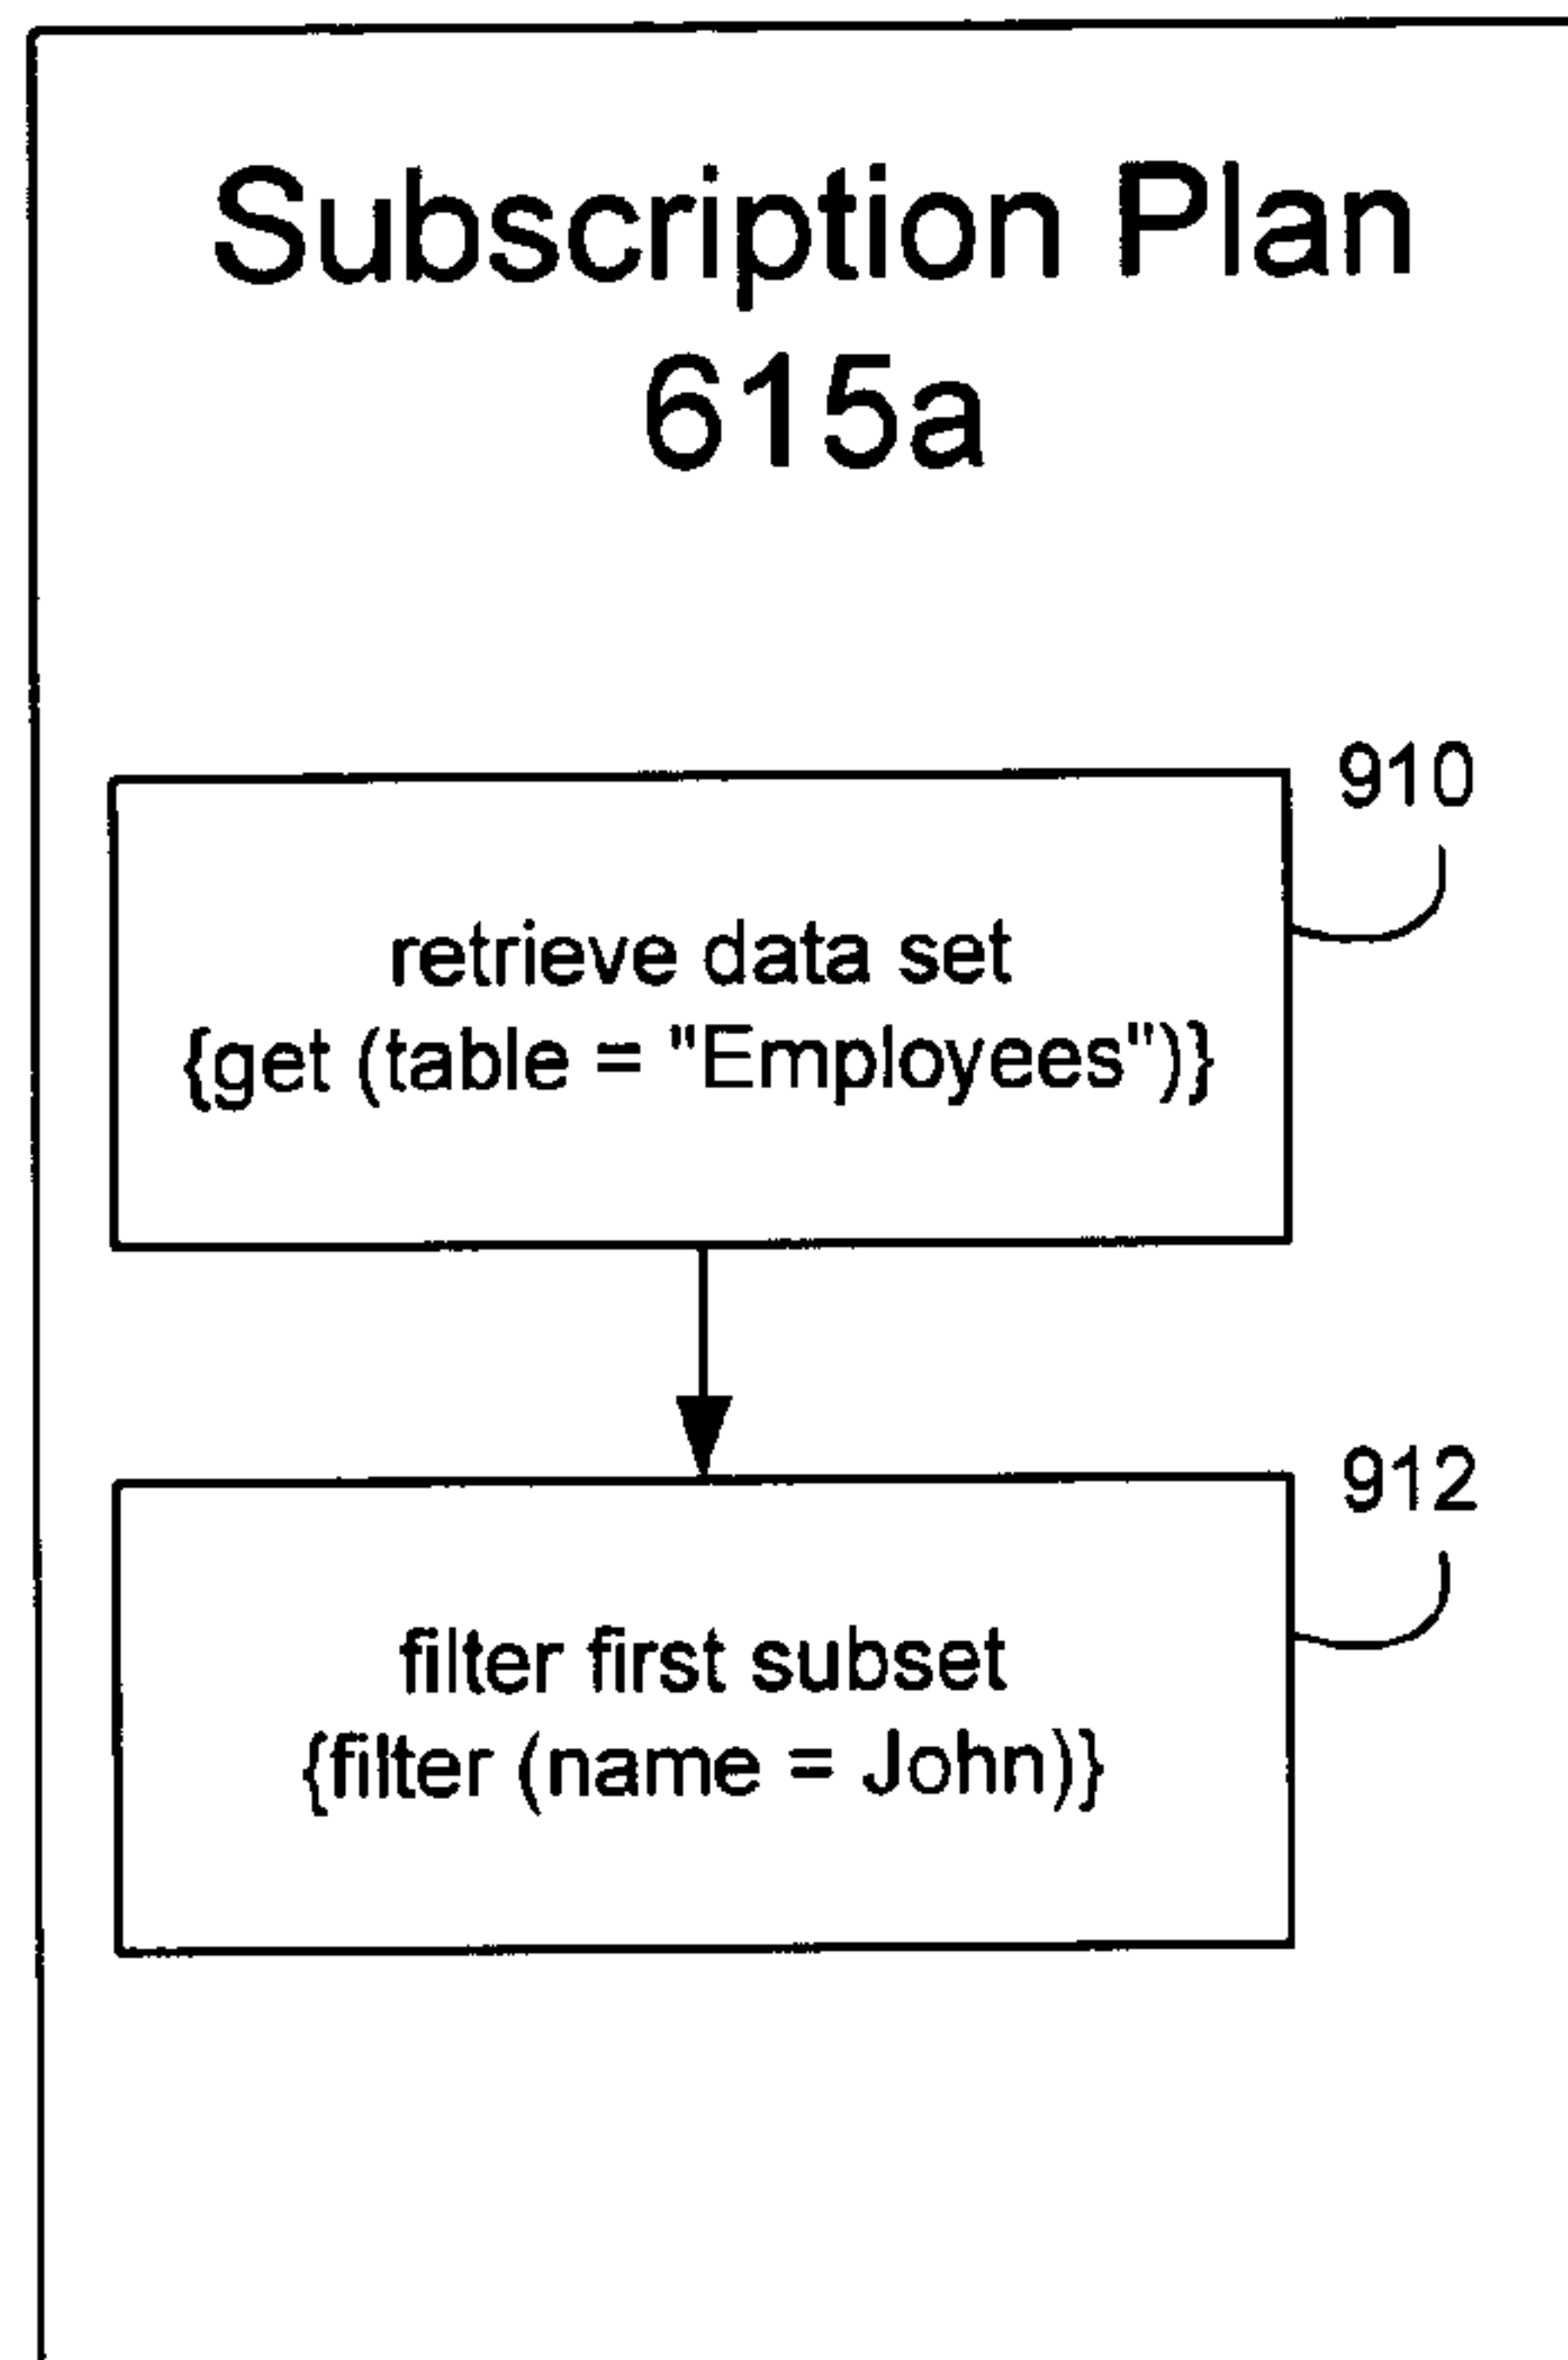 Subscription Plan
615a
910
retrieve data set
{get (table = "Employees")}
912
filter first subset
{filter (name = John)}